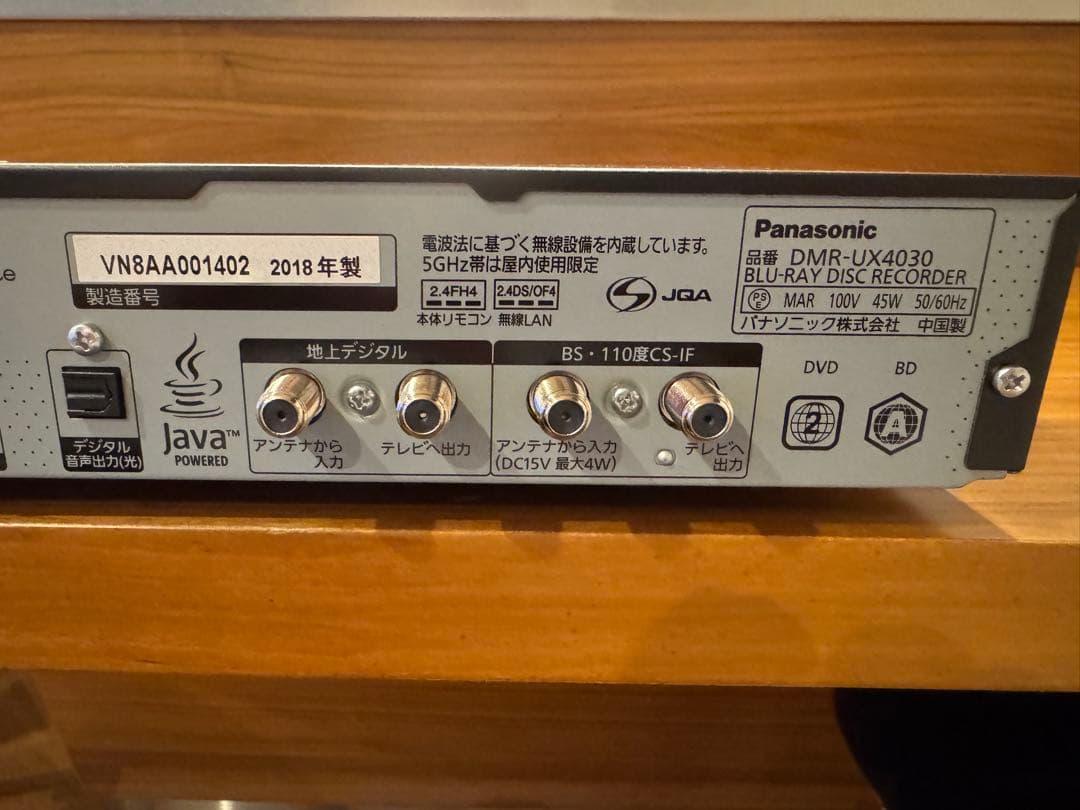 VN8AA001402 2018年製
製造番号
電波法に基づく無線設備を内蔵しています。
5GHz帯は屋内使用限定
2.4FH4 2.4DS/OF4
本体リモコン 無線LAN
JQA
Panasonic
品番 DMR-UX4030
BLU-RAY DISC RECORDER
PSE MAR 100V 45W 50/60Hz
パナソニック株式会社 中国製
デジタル
音声出力(光)
Java™
POWERED
地上デジタル
アンテナから
入力
テレビへ出力
BS・110度CS-IF
アンテナから入力
(DC15V 最大4W)
テレビへ
出力
DVD
2
BD
A